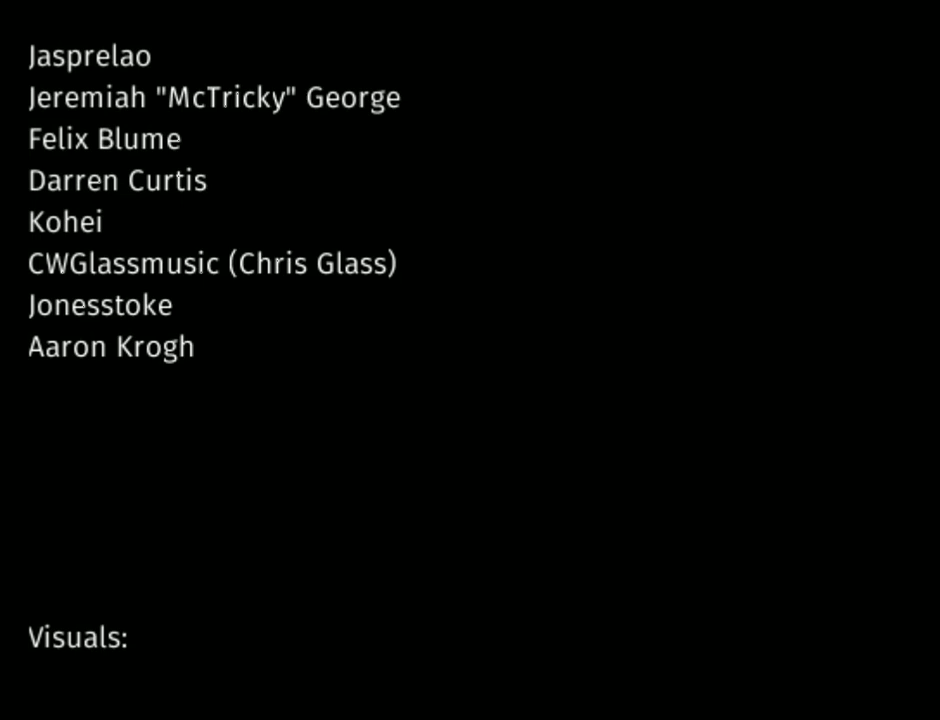 Jasprelao
Jeremiah "McTricky" George
Felix Blume
Darren Curtis
Kohei
CWGlassmusic (Chris Glass)
Jonesstoke
Aaron Krogh
Visuals: